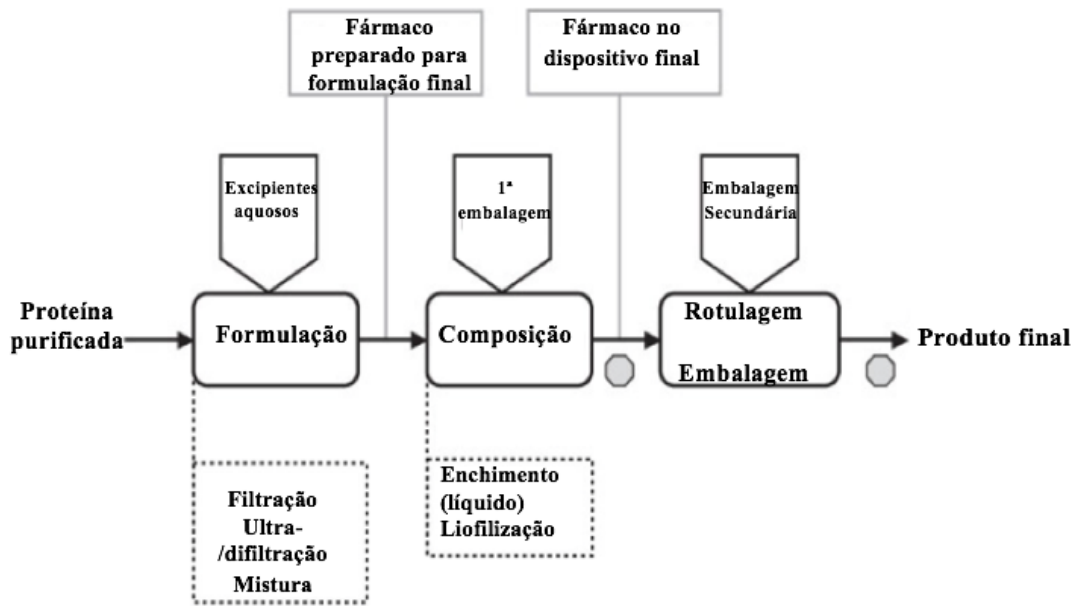 Fármaco
preparado para
formulação final
Fármaco no
dispositivo final
Excipientes
aquosos
1ª
embalagem
Embalagem
Secundária
Proteína
purificada
Formulação
Composição
Rotulagem
Embalagem
Produto final
Filtração
Ultra-
/difiltração
Mistura
Enchimento
(líquido)
Liofilização